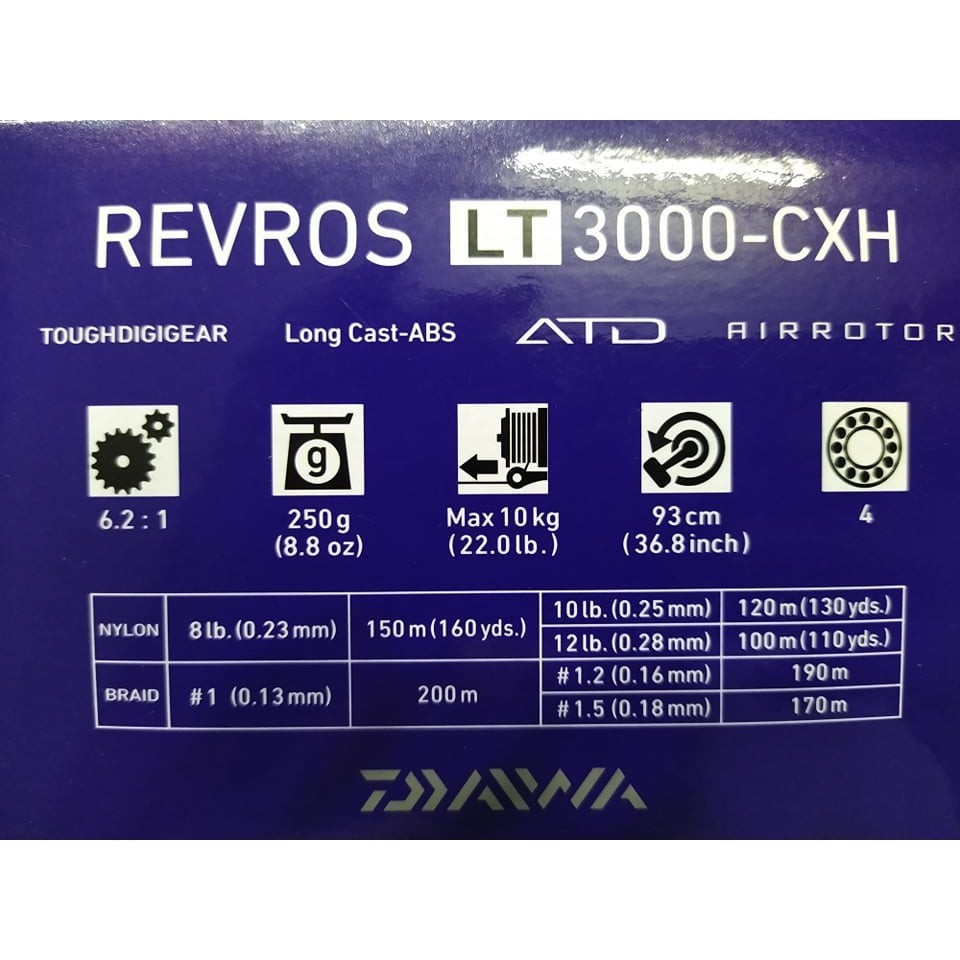 REVROS LT 3000-CXH
TOUGHDIGIGEAR Long Cast-ABS ATD AIRROTOR
g
6.2 : 1 250g Max 10kg 93cm 4
(8.8 oz) (22.0lb.) (36.8inch)
NYLON 8lb.(0.23mm) 150m(160yds.) 10lb.(0.25mm) 120m(130yds.)
12lb.(0.28mm) 100m(110yds.)
BRAID #1 (0.13mm) 200m #1.2 (0.16mm) 190m
#1.5 (0.18mm) 170m
DAIWA